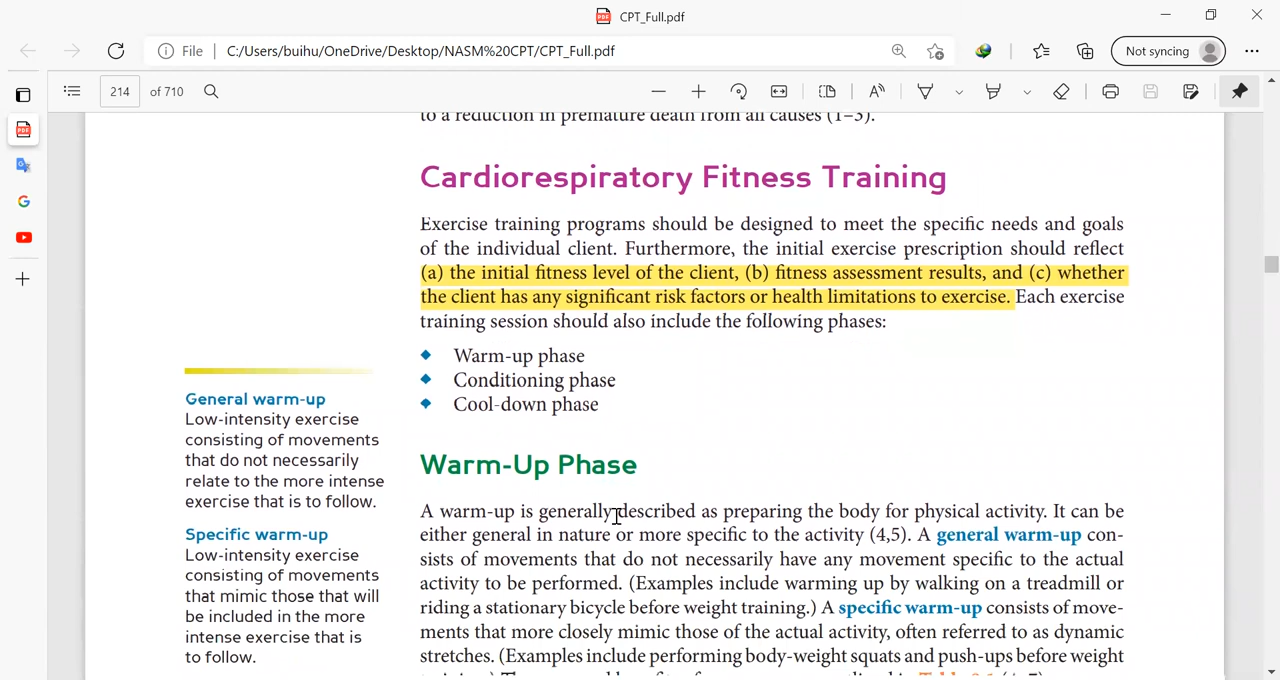 CPT_Full.pdf
File
C:/Users/buihu/OneDrive/Desktop/NASM%20CPT/CPT_Full.pdf
Not syncing
214 of 710
to a reduction in premature death from all causes (1–3).
Cardiorespiratory Fitness Training
Exercise training programs should be designed to meet the specific needs and goals
of the individual client. Furthermore, the initial exercise prescription should reflect
(a) the initial fitness level of the client, (b) fitness assessment results, and (c) whether
the client has any significant risk factors or health limitations to exercise. Each exercise
training session should also include the following phases:
Warm-up phase
Conditioning phase
Cool-down phase
General warm-up
Low-intensity exercise
consisting of movements
that do not necessarily
relate to the more intense
exercise that is to follow.
Specific warm-up
Low-intensity exercise
consisting of movements
that mimic those that will
be included in the more
intense exercise that is
to follow.
Warm-Up Phase
A warm-up is generally described as preparing the body for physical activity. It can be
either general in nature or more specific to the activity (4,5). A general warm-up con-
sists of movements that do not necessarily have any movement specific to the actual
activity to be performed. (Examples include warming up by walking on a treadmill or
riding a stationary bicycle before weight training.) A specific warm-up consists of move-
ments that more closely mimic those of the actual activity, often referred to as dynamic
stretches. (Examples include performing body-weight squats and push-ups before weight